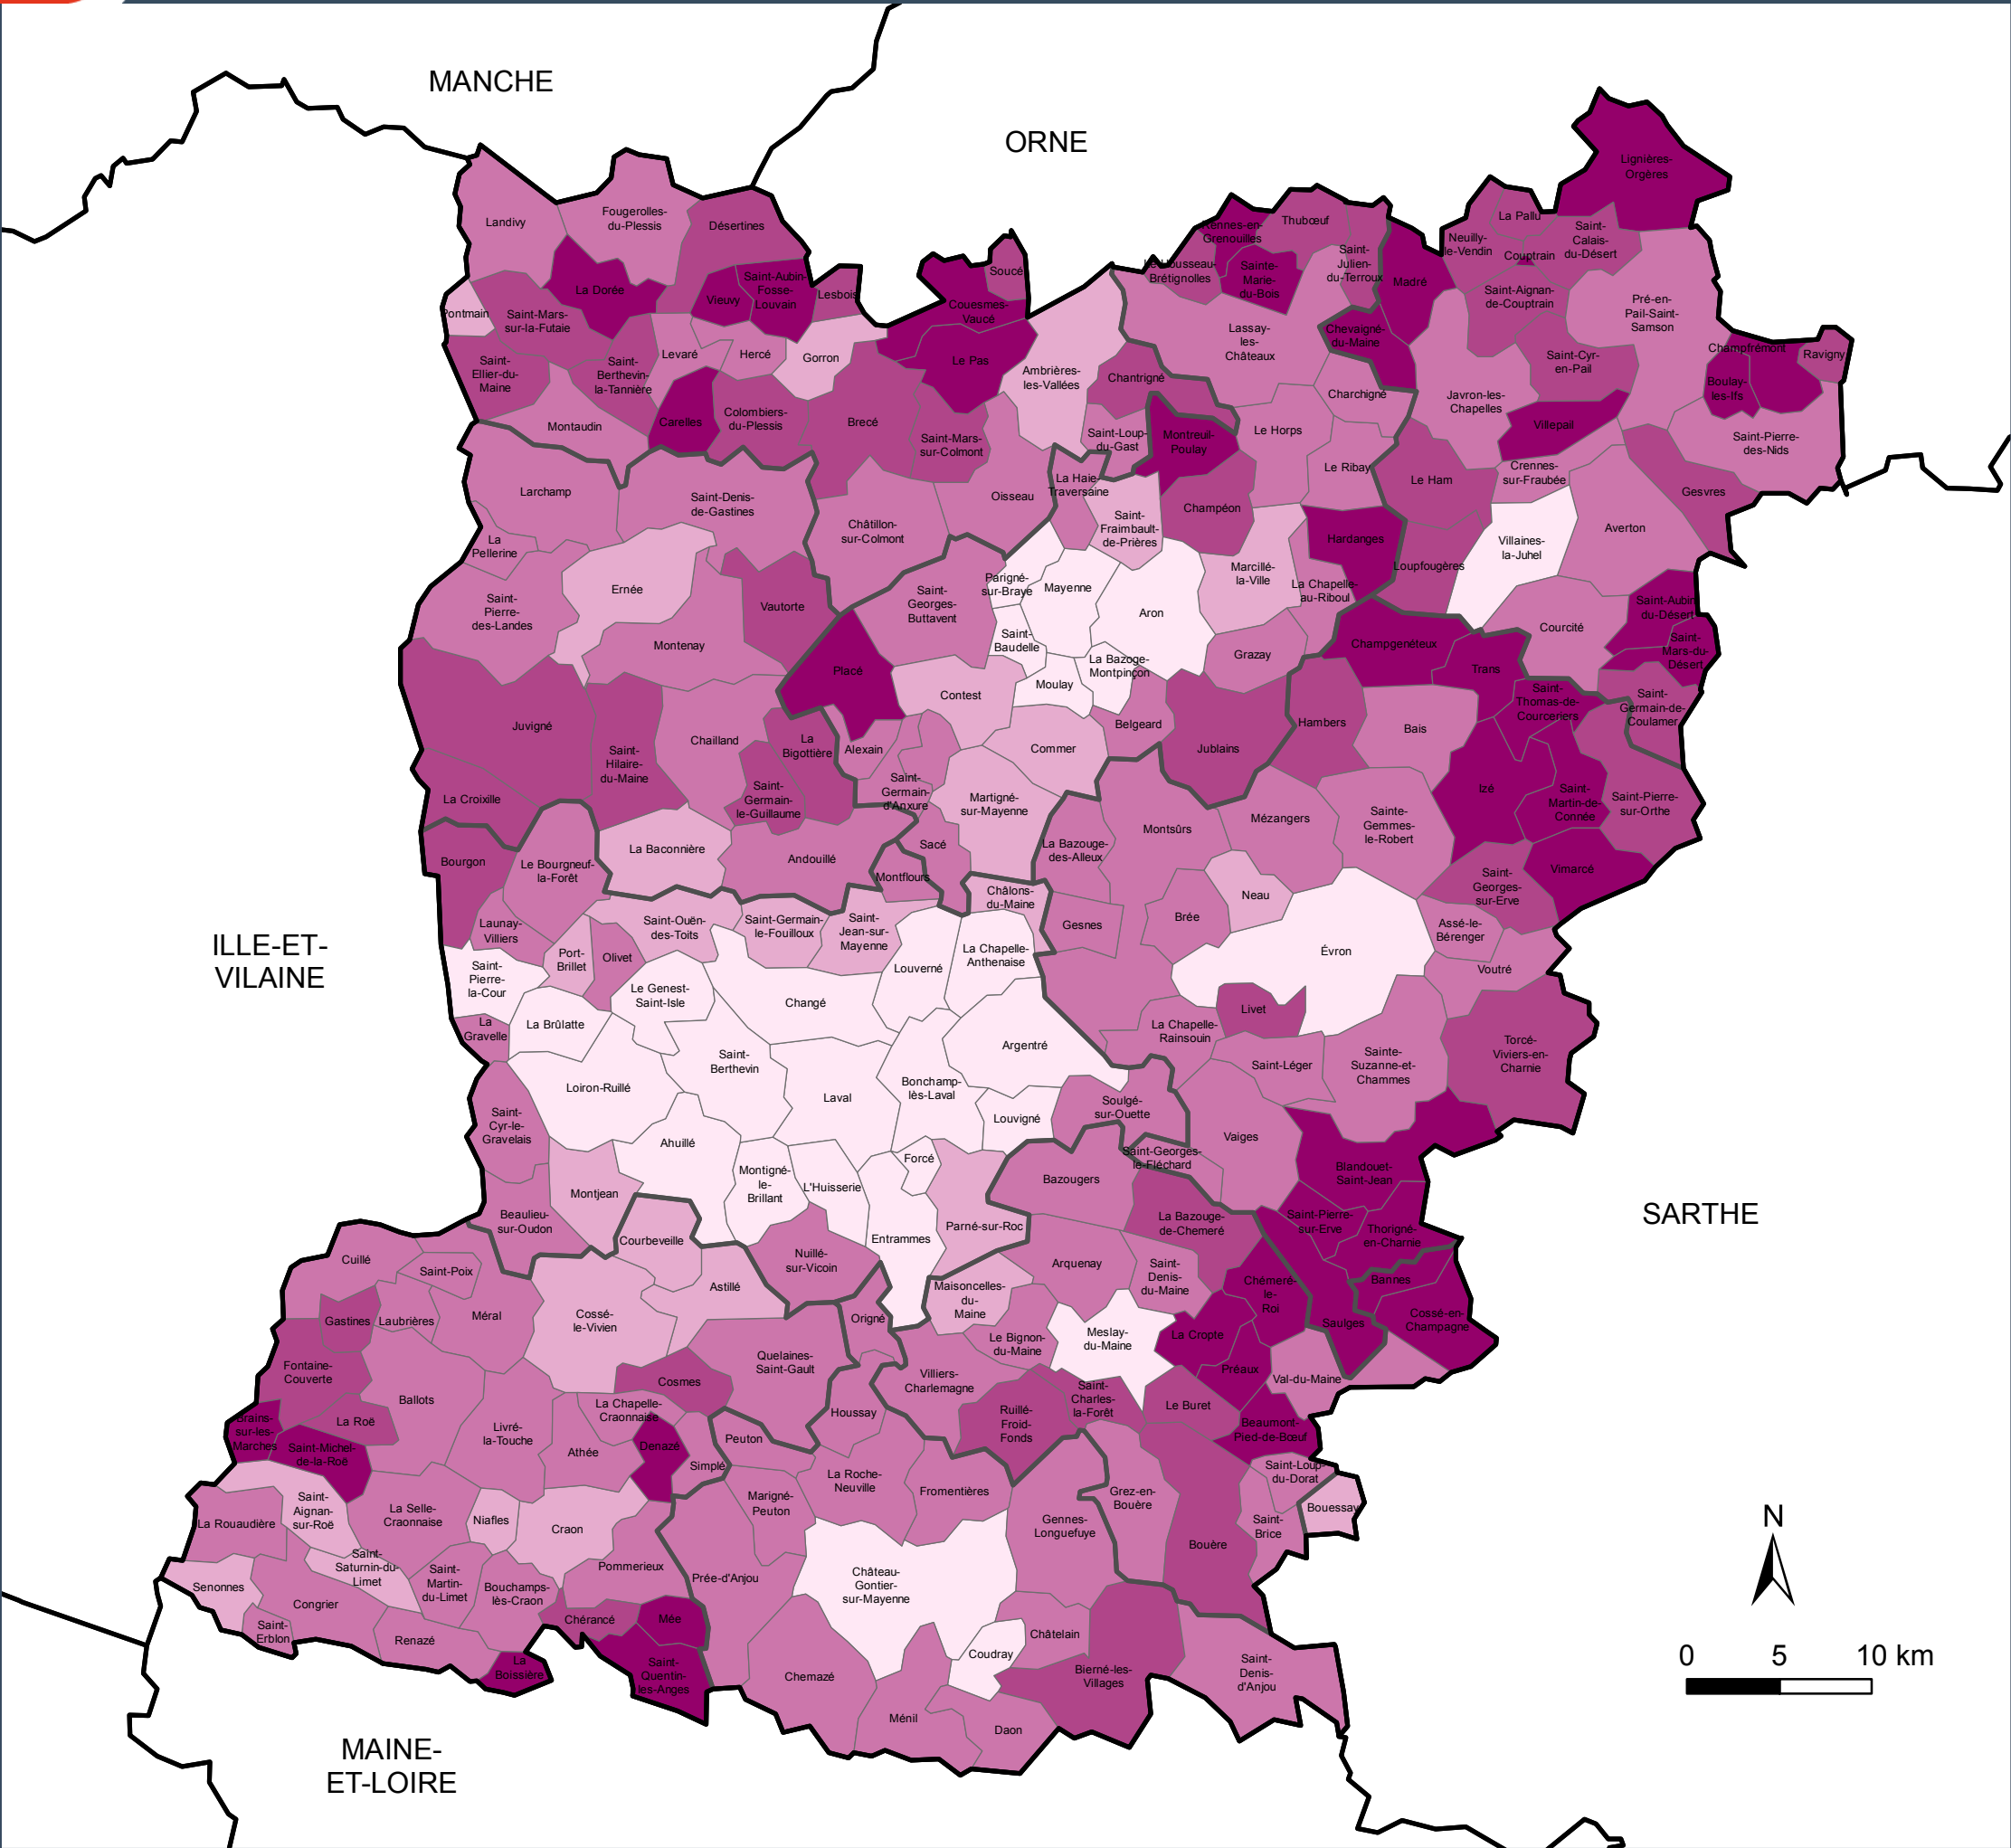 MANCHE
ORNE
Lignières-
Orgères
Landivy
Fougerolles-
du-Plessis
Désertines
Rennes-en-
Grenouilles
Thubœuf
La Pallu
Neuilly-
le-Vendin
Couptrain
Saint-
Calais-
du-Désert
Saint-
Julien-
du-Terroux
Le Housseau-
Brétignolles
Sainte-
Marie-
du-Bois
Madré
Soucé
La Dorée
Vieuvy
Saint-Aubin-
Fosse-
Louvain
Lesbois
Couesmes-
Vaucé
Saint-Aignan-
de-Couptrain
Pré-en-
Pail-Saint-
Samson
Pontmain
Saint-Mars-
sur-la-Futaie
Levaré
Hercé
Gorron
Le Pas
Lassay-
les-
Châteaux
Chevaigné-
du-Maine
Saint-Cyr-
en-Pail
Champfrémont
Ravigny
Saint-
Ellier-du-
Maine
Saint-
Berthevin-
la-Tannière
Ambrières-
les-Vallées
Chantrigné
Charchigné
Javron-les-
Chapelles
Boulay-
les-Ifs
Montaudin
Carelles
Colombiers-
du-Plessis
Brecé
Saint-Mars-
sur-Colmont
Saint-Loup-
du-Gast
Montreuil-
Poulay
Le Horps
Villepail
Saint-Pierre-
des-Nids
Larchamp
Saint-Denis-
de-Gastines
Châtillon-
sur-Colmont
Oisseau
La Haie-
Traversaine
Le Ribay
Le Ham
Crennes-
sur-Fraubée
Gesvres
La
Pellerine
Saint-
Fraimbault-
de-Prières
Champéon
Hardanges
Villaines-
la-Juhel
Averton
Saint-
Pierre-
des-Landes
Ernée
Vautorte
Saint-
Georges-
Buttavent
Parigné-
sur-Braye
Mayenne
Aron
Marcillé-
la-Ville
La Chapelle-
au-Riboul
Loupfougères
Montenay
Placé
Saint-
Baudelle
La Bazoge-
Montpinçon
Grazay
Champgenéteux
Courcité
Saint-Aubin-
du-Désert
Saint-
Mars-du-
Désert
Trans
Contest
Moulay
Juvigné
Saint-
Hilaire-
du-Maine
Chailland
La
Bigottière
Alexain
Commer
Belgeard
Jublains
Hambers
Bais
Saint-
Thomas-de-
Courceriers
Saint-
Germain-de-
Coulamer
La Croixille
Saint-
Germain-
le-Guillaume
Saint-
Germain-
d'Anxure
Martigné-
sur-Mayenne
Izé
Saint-
Martin-de-
Connée
Saint-Pierre-
sur-Orthe
Bourgon
Le Bourgneuf-
la-Forêt
La Baconnière
Andouillé
Sacé
Montflours
La Bazouge-
des-Alleux
Montsûrs
Mézangers
Sainte-
Gemmes-
le-Robert
Vimarcé
Saint-
Georges-
sur-Erve
Launay-
Villiers
Saint-Ouën-
des-Toits
Saint-Germain-
le-Fouilloux
Saint-
Jean-sur-
Mayenne
Châlons-
du-Maine
Gesnes
Brée
Neau
Assé-le-
Bérenger
ILLE-ET-
VILAINE
Saint-
Pierre-
la-Cour
Port-
Brillet
Olivet
Louverné
La Chapelle-
Anthenaise
Évron
Voutré
Le Genest-
Saint-Isle
Changé
La
Gravelle
La Brûlatte
La Chapelle-
Rainsouin
Livet
Saint-
Berthevin
Argentré
Torcé-
Viviers-en-
Charnie
Loiron-Ruillé
Laval
Bonchamp-
lès-Laval
Saint-Léger
Sainte-
Suzanne-et-
Chammes
Saint-
Cyr-le-
Gravelais
Ahuillé
Louvigné
Soulgé-
sur-Ouette
Vaiges
Montjean
Montigné-
le-
Brillant
L'Huisserie
Forcé
Saint-Georges-
le-Fléchard
Bazougers
Blandouet-
Saint-Jean
SARTHE
Beaulieu-
sur-Oudon
Courbeveille
Nuillé-
sur-Vicoin
Entrammes
Parné-sur-Roc
La Bazouge-
de-Chemeré
Saint-Pierre-
sur-Erve
Thorigné-
en-Charnie
Cuillé
Saint-Poix
Astillé
Arquenay
Saint-
Denis-
du-Maine
Chémeré-
le-
Roi
Bannes
Gastines
Laubrières
Méral
Cossé-
le-Vivien
Origné
Maisoncelles-
du-
Maine
Le Bignon-
du-Maine
Meslay-
du-Maine
La Cropte
Saulges
Cossé-en-
Champagne
Fontaine-
Couverte
Quelaines-
Saint-Gault
Villiers-
Charlemagne
Préaux
Val-du-Maine
Ballots
Cosmes
Brains-
sur-les-
Marches
La Roë
La Chapelle-
Craonnaise
Houssay
Ruillé-
Froid-
Fonds
Saint-
Charles-
la-Forêt
Le Buret
Beaumont-
Pied-de-Bœuf
Saint-Michel-
de-la-Roë
Livré-
la-Touche
Athée
Denazé
Simplé
Peuton
La Roche-
Neuville
Fromentières
Grez-en-
Bouère
Saint-Loup-
du-Dorat
Bouessay
La Rouaudière
Saint-
Aignan-
sur-Roë
La Selle-
Craonnaise
Niafles
Craon
Marigné-
Peuton
Gennes-
Longuefuye
Bouère
Saint-
Brice
N
Senonnes
Saint-
Saturnin-du-
Limet
Saint-
Martin-
du-Limet
Bouchamps-
lès-Craon
Pommerieux
Prée-d'Anjou
Château-
Gontier-
sur-Mayenne
Congrier
Saint-
Erblon
Renazé
Chérancé
Mée
Châtelain
Coudray
La
Boissière
Saint-
Quentin-
les-Anges
Chemazé
Bierné-les-
Villages
Saint-
Denis-
d'Anjou
Ménil
Daon
0 5 10 km
MAINE-
ET-LOIRE